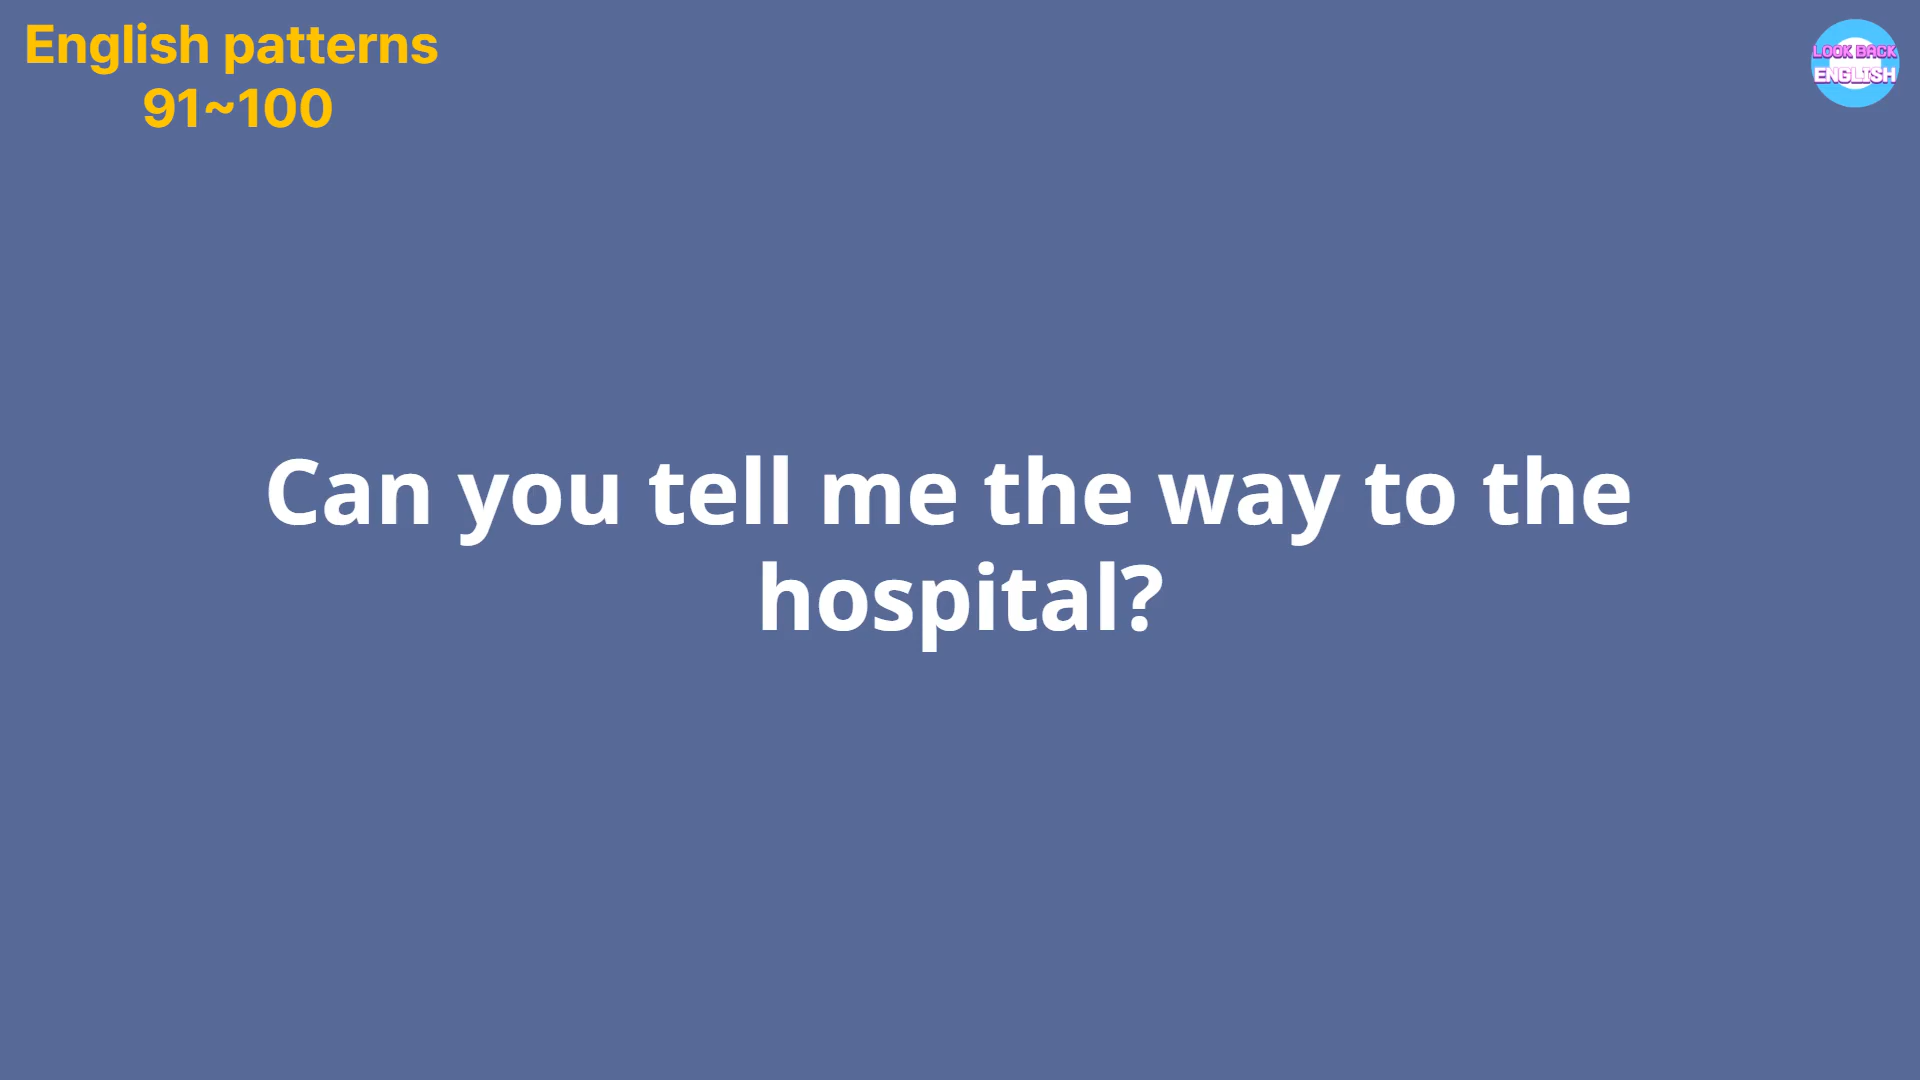 English patterns
91~100
LOOK BACK
ENGLISH
Can you tell me the way to the
hospital?